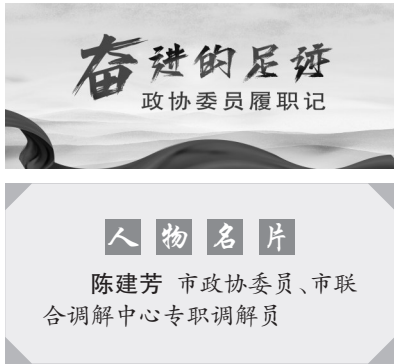 奋进的足迹
政协委员履职记
人物名片
陈建芳 市政协委员、市联
合调解中心专职调解员